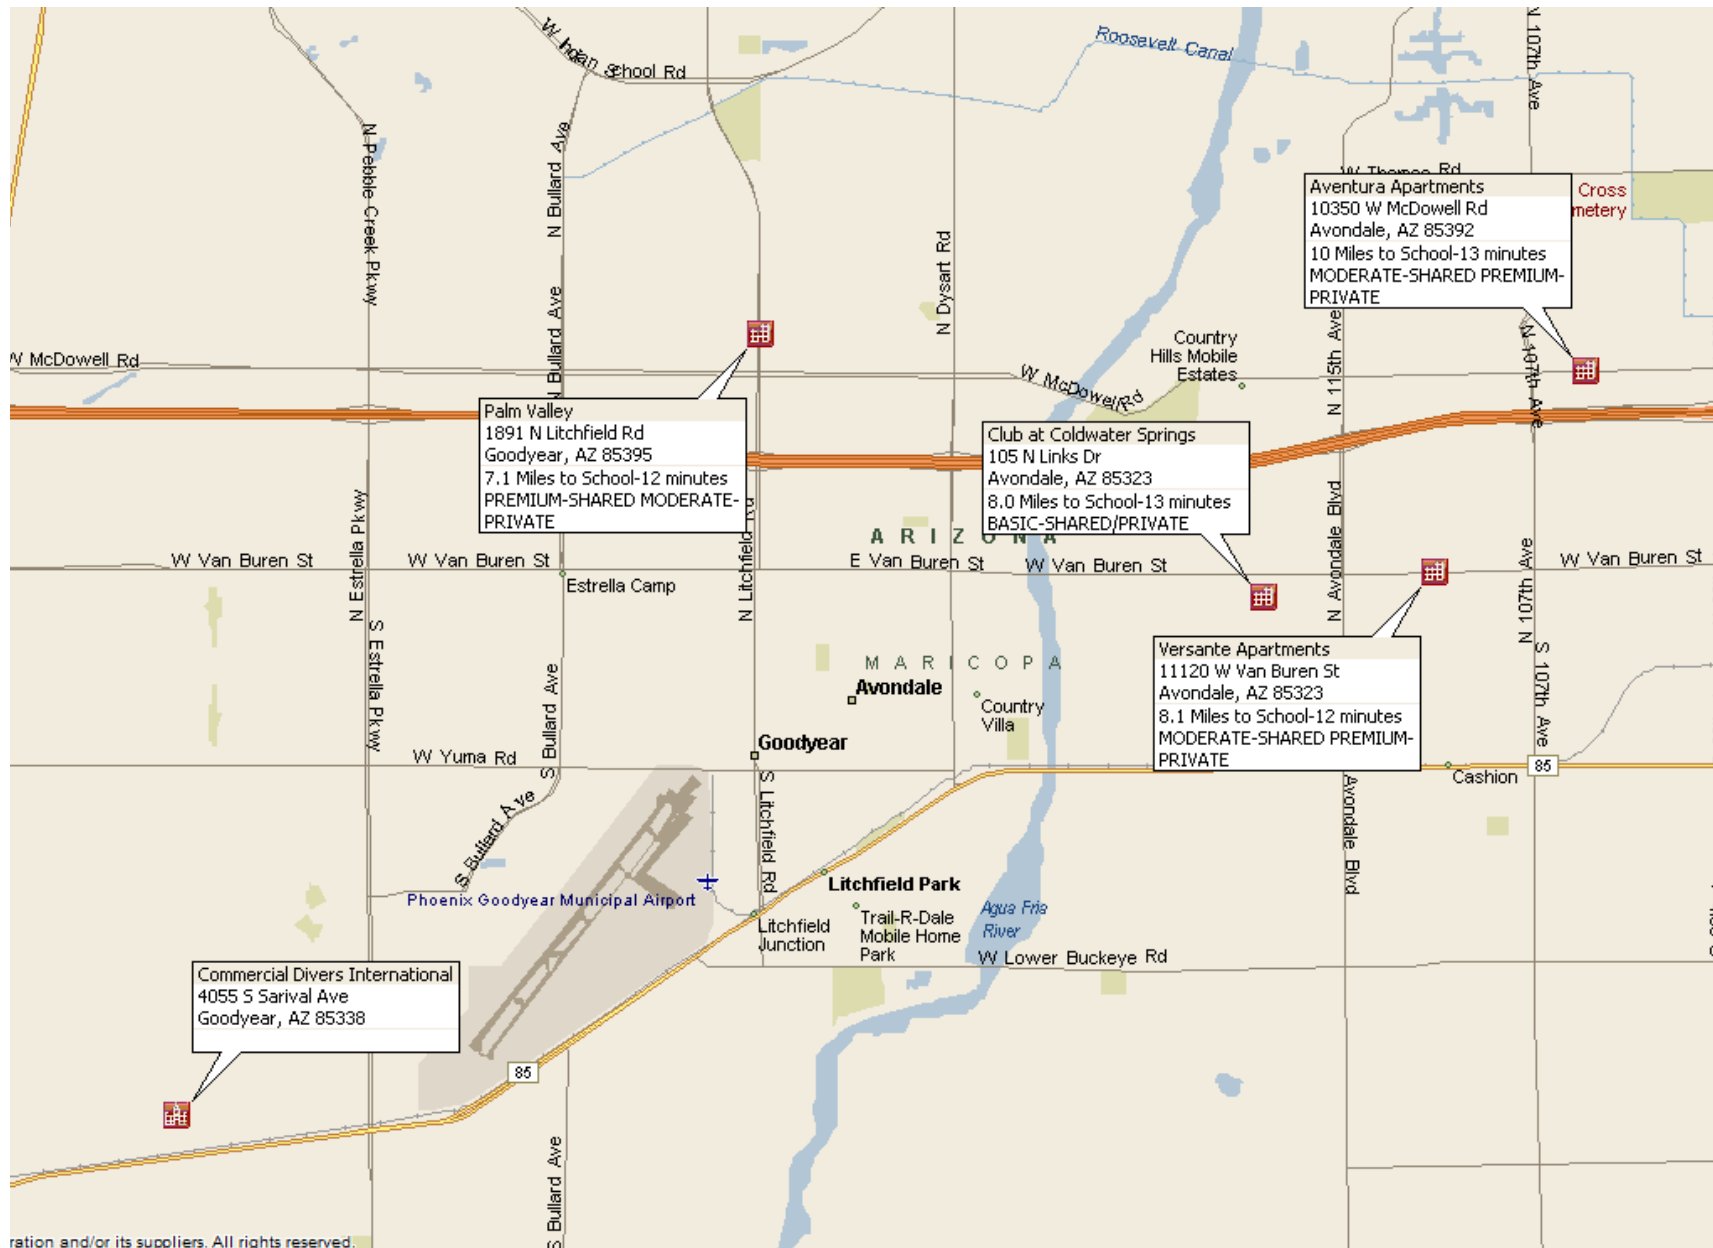 W Indian School Rd
Roosevelt Canal
N 107th Ave
N 107th Ave
N Pebble Creek Pkwy
N Bullard Ave
W Thomas Rd
Aventura Apartments
10350 W McDowell Rd
Avondale, AZ 85392
10 Miles to School-13 minutes
MODERATE-SHARED PREMIUM-
PRIVATE
Cross
metery
N Dysart Rd
N Bullard Ave
N 115th Ave
N 107th Ave
Country
Hills Mobile
Estates
W McDowell Rd
W McDowell Rd
Palm Valley
1891 N Litchfield Rd
Goodyear, AZ 85395
7.1 Miles to School-12 minutes
PREMIUM-SHARED MODERATE-
PRIVATE
Club at Coldwater Springs
105 N Links Dr
Avondale, AZ 85323
8.0 Miles to School-13 minutes
BASIC-SHARED/PRIVATE
ARIZONA
N Estrella Pkwy
N Litchfield Rd
N Avondale Blvd
N 107th Ave
W Van Buren St
W Van Buren St
E Van Buren St
W Van Buren St
W Van Buren St
Estrella Camp
S Estrella Pkwy
S Bullard Ave
MARICOPA
Avondale
Country
Villa
Versante Apartments
11120 W Van Buren St
Avondale, AZ 85323
8.1 Miles to School-12 minutes
MODERATE-SHARED PREMIUM-
PRIVATE
S 107th Ave
Goodyear
W Yuma Rd
85
Cashion
S Bullard Ave
S Litchfield Rd
Avondale Blvd
Phoenix Goodyear Municipal Airport
Litchfield Park
Litchfield
Junction
Trail-R-Dale
Mobile Home
Park
Agua Fria
River
W Lower Buckeye Rd
Commercial Divers International
4055 S Sarival Ave
Goodyear, AZ 85338
85
S Bullard Ave
ration and/or its suppliers. All rights reserved.